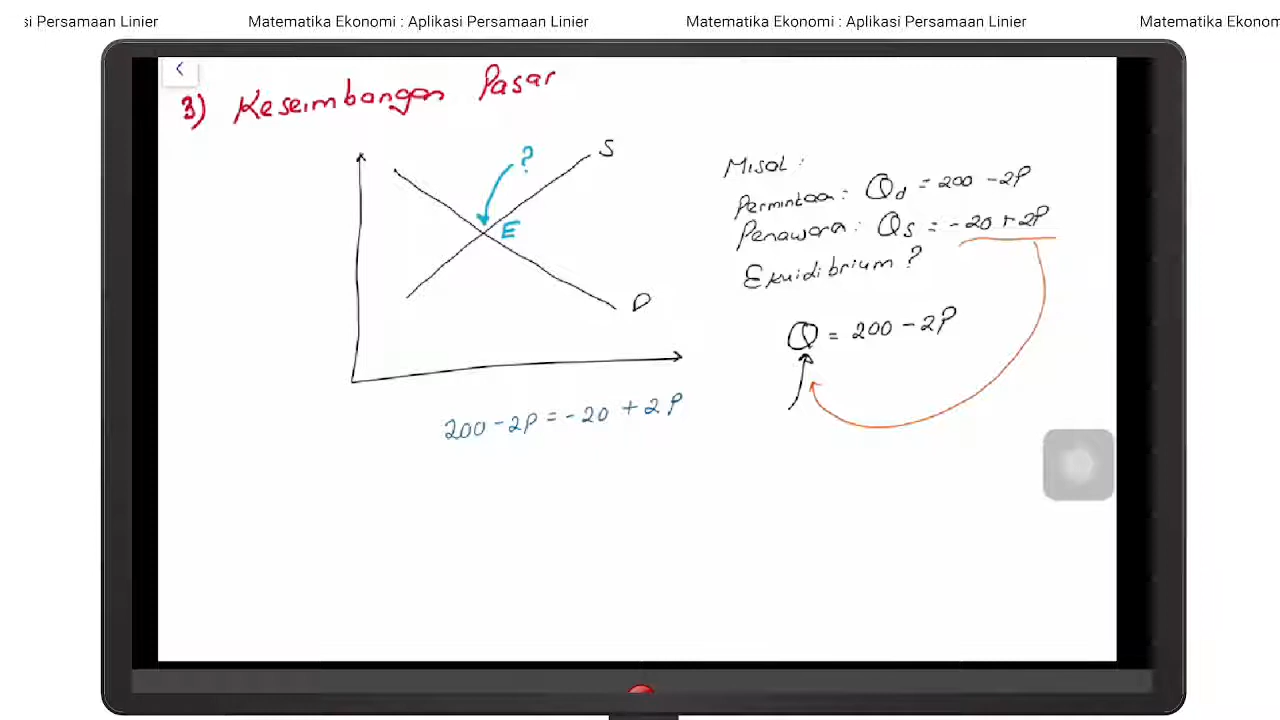 si Persamaan Linier Matematika Ekonomi : Aplikasi Persamaan Linier Matematika Ekonomi : Aplikasi Persamaan Linier Matematika Ekonom
3) Keseimbangan Pasar
?
S
E
D
200 - 2P = -20 + 2P
Misal :
Permintaan : Qd = 200 - 2P
Penawara : Qs = -20 + 2P
Ekuidibrium ?
Q = 200 - 2P